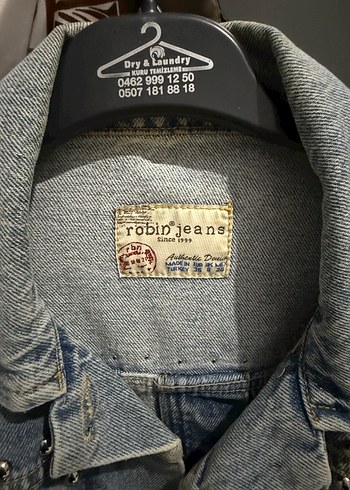 Dry & Laundry
KURU TEMİZLEME
0462 999 12 50
0507 181 88 18
robin® jeans
Since 1999
rbn
Authentic Denim
MADE IN
TURKEY